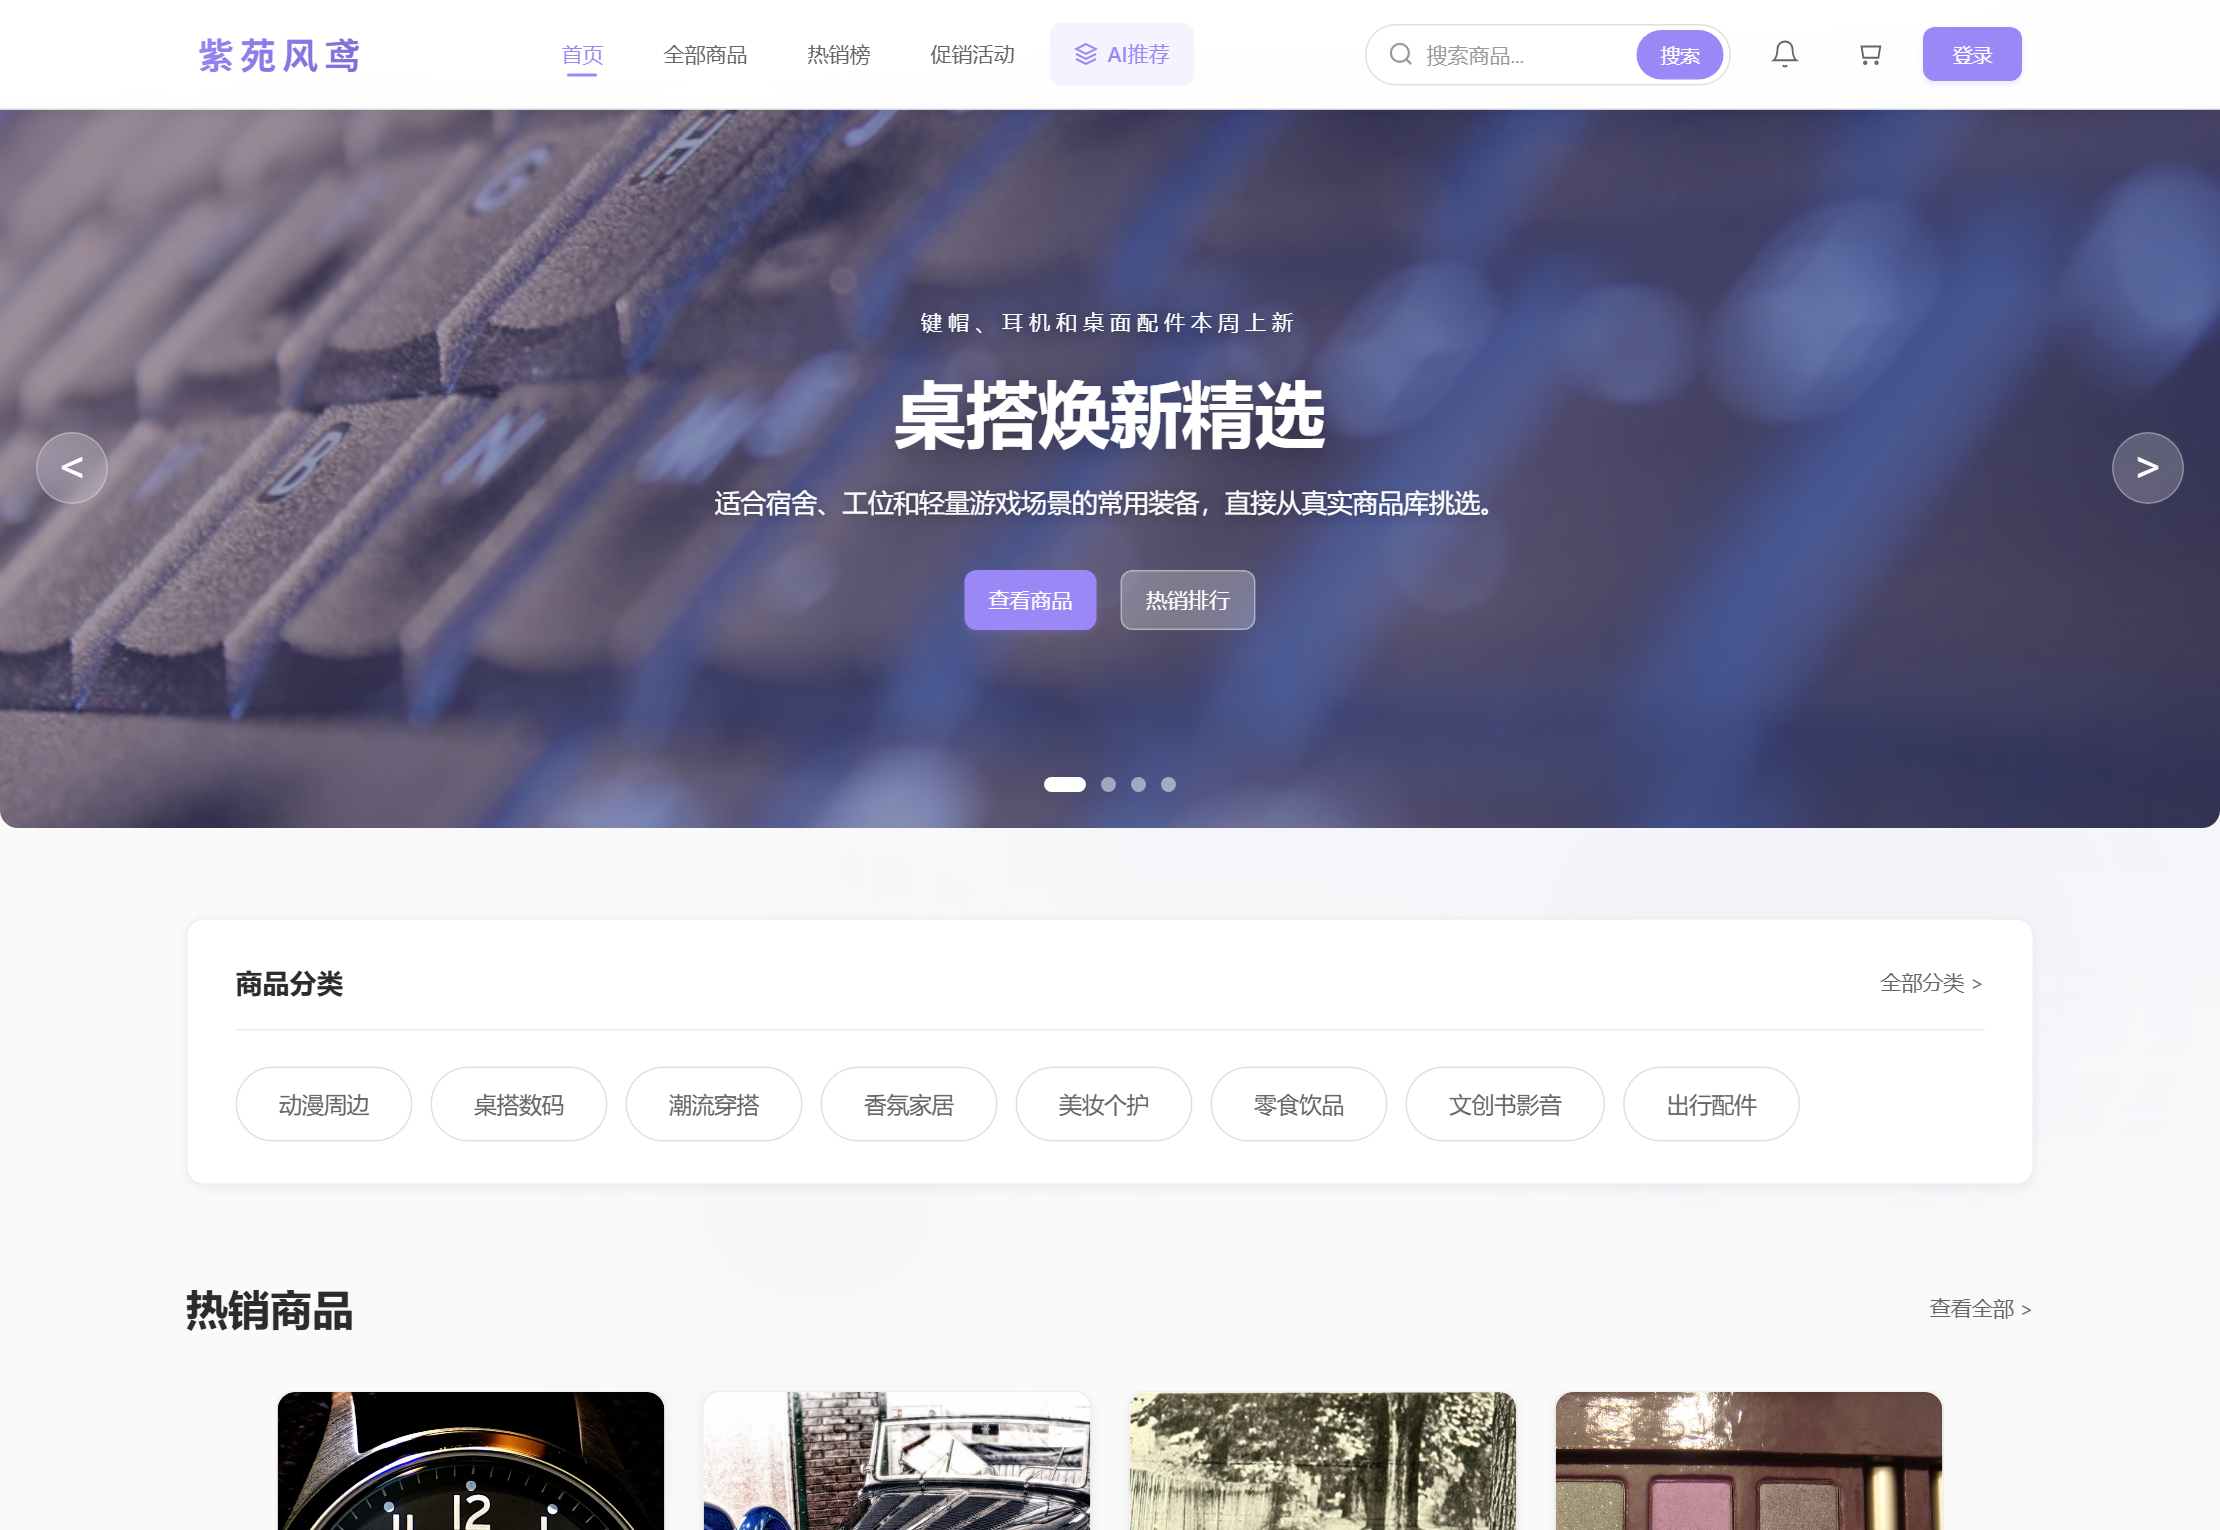 紫苑风鸢
首页
全部商品
热销榜
促销活动
AI推荐
搜索商品...
搜索
登录
G
H
J
B
N
M
键帽、耳机和桌面配件本周上新
桌搭焕新精选
适合宿舍、工位和轻量游戏场景的常用装备，直接从真实商品库挑选。
<
>
查看商品
热销排行
商品分类
全部分类 >
动漫周边
桌搭数码
潮流穿搭
香氛家居
美妆个护
零食饮品
文创书影音
出行配件
热销商品
查看全部 >
12